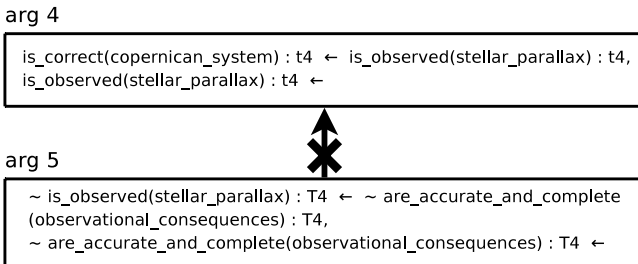 arg 4
is_correct(copernican_system) : t4 ← is_observed(stellar_parallax) : t4,
is_observed(stellar_parallax) : t4 ←
arg 5
~ is_observed(stellar_parallax) : T4 ← ~ are_accurate_and_complete
(observational_consequences) : T4,
~ are_accurate_and_complete(observational_consequences) : T4 ←